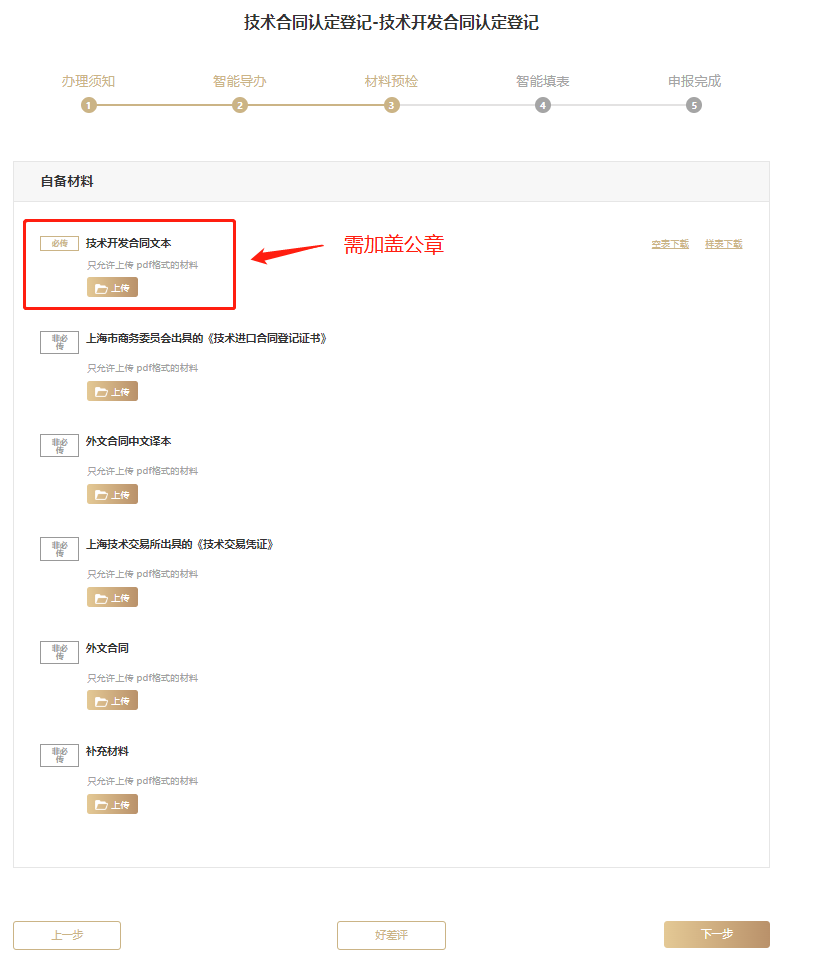 技术合同认定登记-技术开发合同认定登记
办理须知 智能导办 材料预检 智能填表 申报完成
1 2 3 4 5
自备材料
必传 技术开发合同文本 需加盖公章 空表下载 样表下载
只允许上传 pdf格式的材料
上传
非必传 上海市商务委员会出具的《技术进口合同登记证书》
只允许上传 pdf格式的材料
上传
非必传 外文合同中文译本
只允许上传 pdf格式的材料
上传
非必传 上海技术交易所出具的《技术交易凭证》
只允许上传 pdf格式的材料
上传
非必传 外文合同
只允许上传 pdf格式的材料
上传
非必传 补充材料
只允许上传 pdf格式的材料
上传
上一步 好差评 下一步